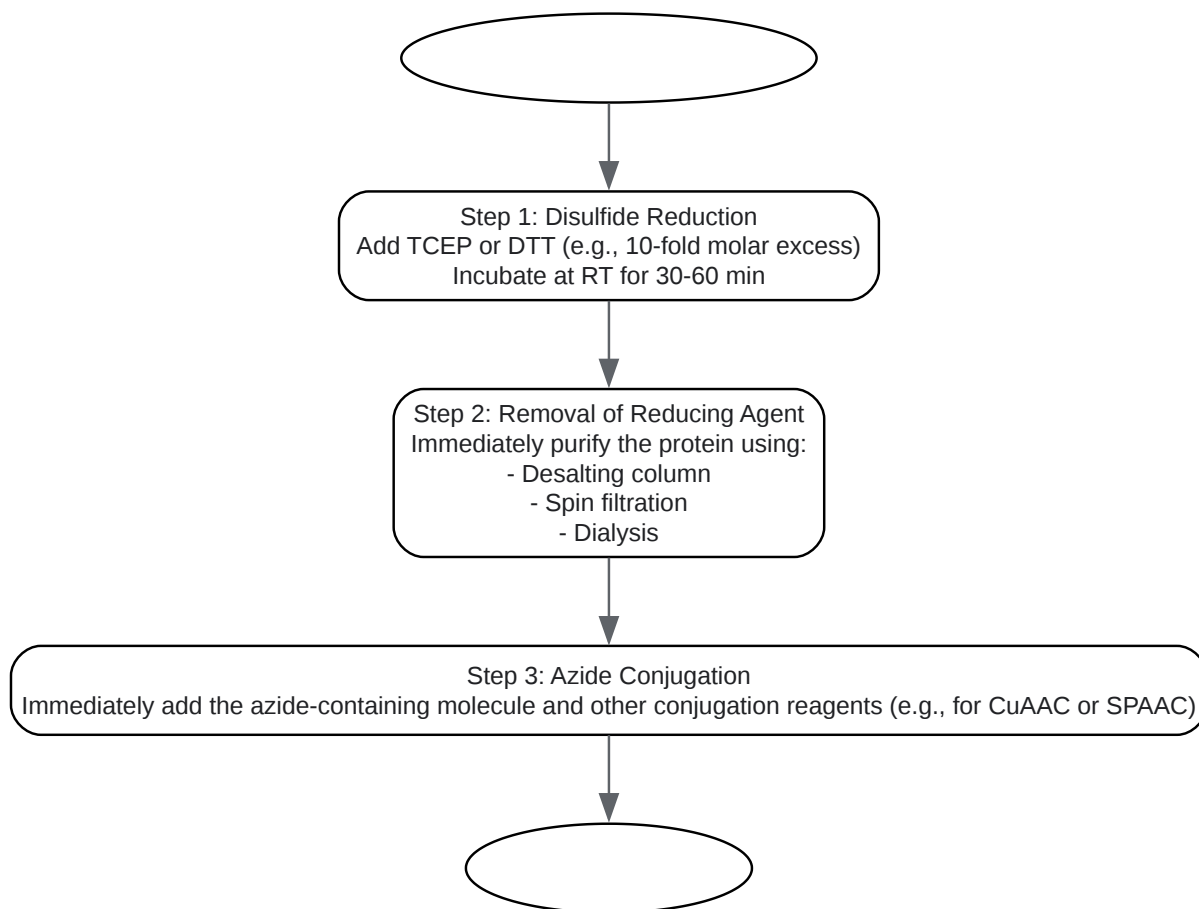 Step 1: Disulfide Reduction
Add TCEP or DTT (e.g., 10-fold molar excess)
Incubate at RT for 30-60 min
Step 2: Removal of Reducing Agent
Immediately purify the protein using:
- Desalting column
- Spin filtration
- Dialysis
Step 3: Azide Conjugation
Immediately add the azide-containing molecule and other conjugation reagents (e.g., for CuAAC or SPAAC)